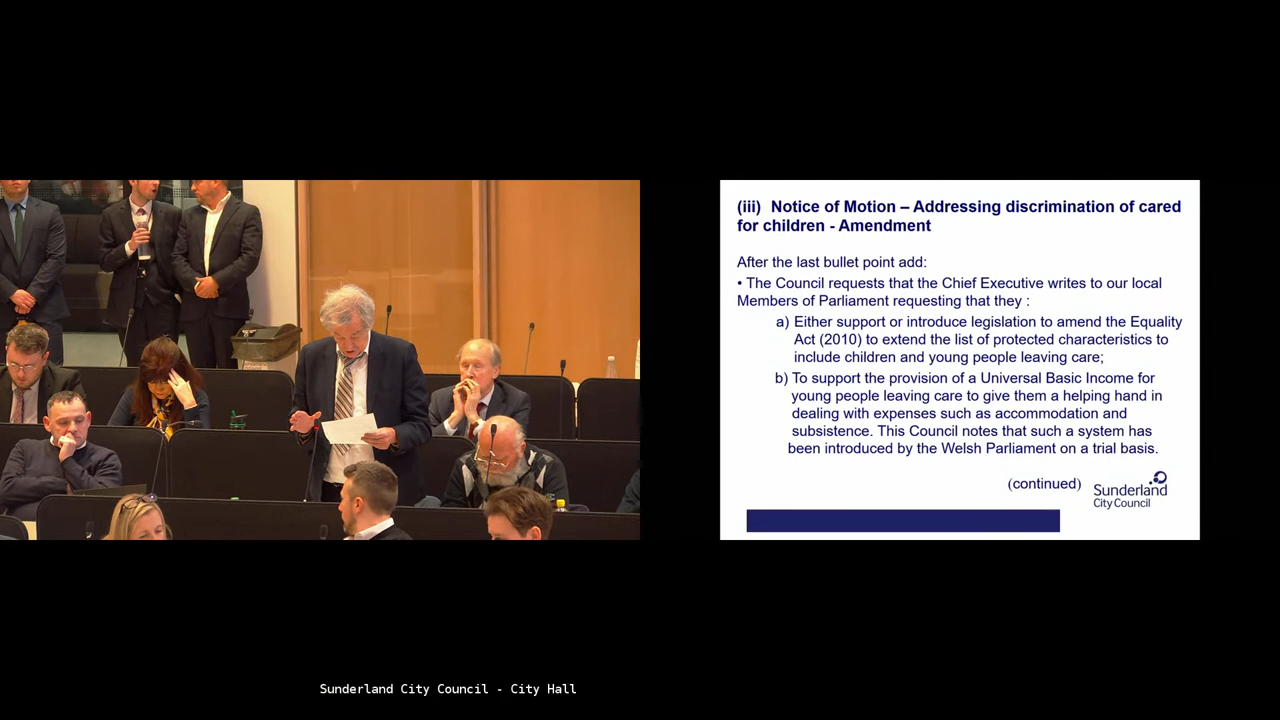 (iii) Notice of Motion – Addressing discrimination of cared
for children - Amendment
After the last bullet point add:
• The Council requests that the Chief Executive writes to our local
Members of Parliament requesting that they :
a) Either support or introduce legislation to amend the Equality
Act (2010) to extend the list of protected characteristics to
include children and young people leaving care;
b) To support the provision of a Universal Basic Income for
young people leaving care to give them a helping hand in
dealing with expenses such as accommodation and
subsistence. This Council notes that such a system has
been introduced by the Welsh Parliament on a trial basis.
(continued)
Sunderland
City Council
Sunderland City Council - City Hall